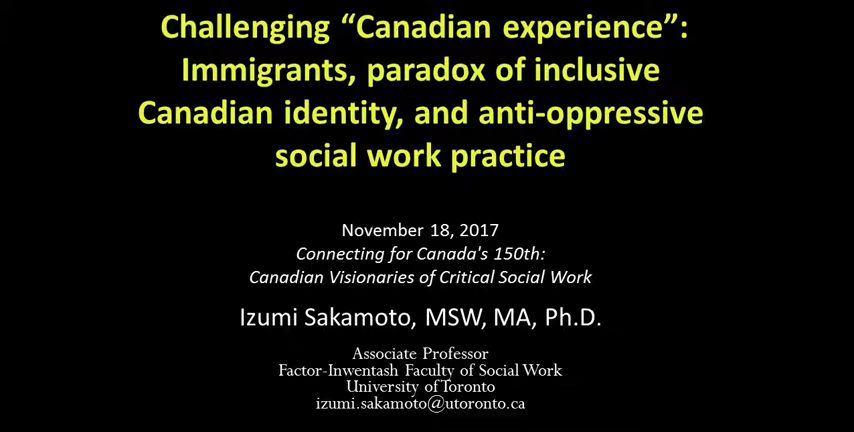 Challenging “Canadian experience”:
Immigrants, paradox of inclusive
Canadian identity, and anti-oppressive
social work practice
November 18, 2017
Connecting for Canada's 150th:
Canadian Visionaries of Critical Social Work
Izumi Sakamoto, MSW, MA, Ph.D.
Associate Professor
Factor-Inwentash Faculty of Social Work
University of Toronto
izumi.sakamoto@utoronto.ca